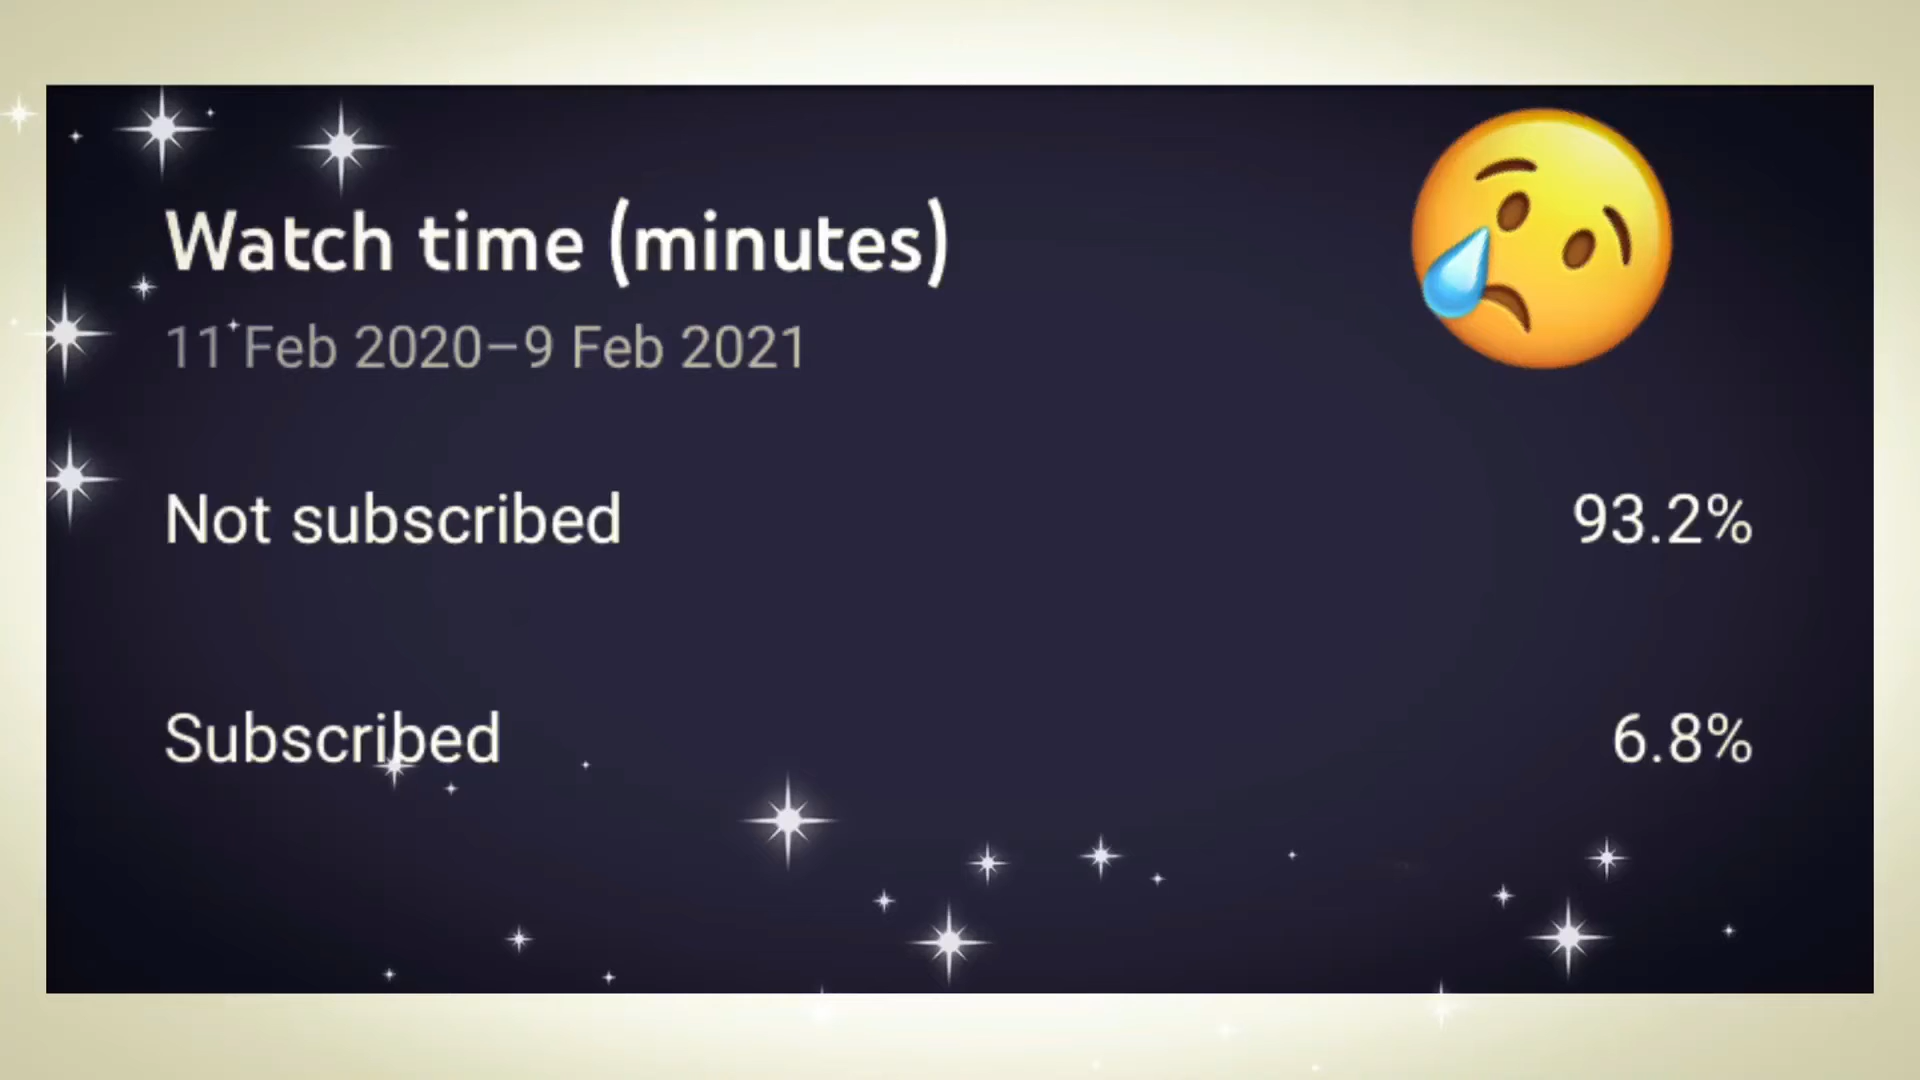 Watch time (minutes)
11 Feb 2020–9 Feb 2021
Not subscribed 93.2%
Subscribed 6.8%